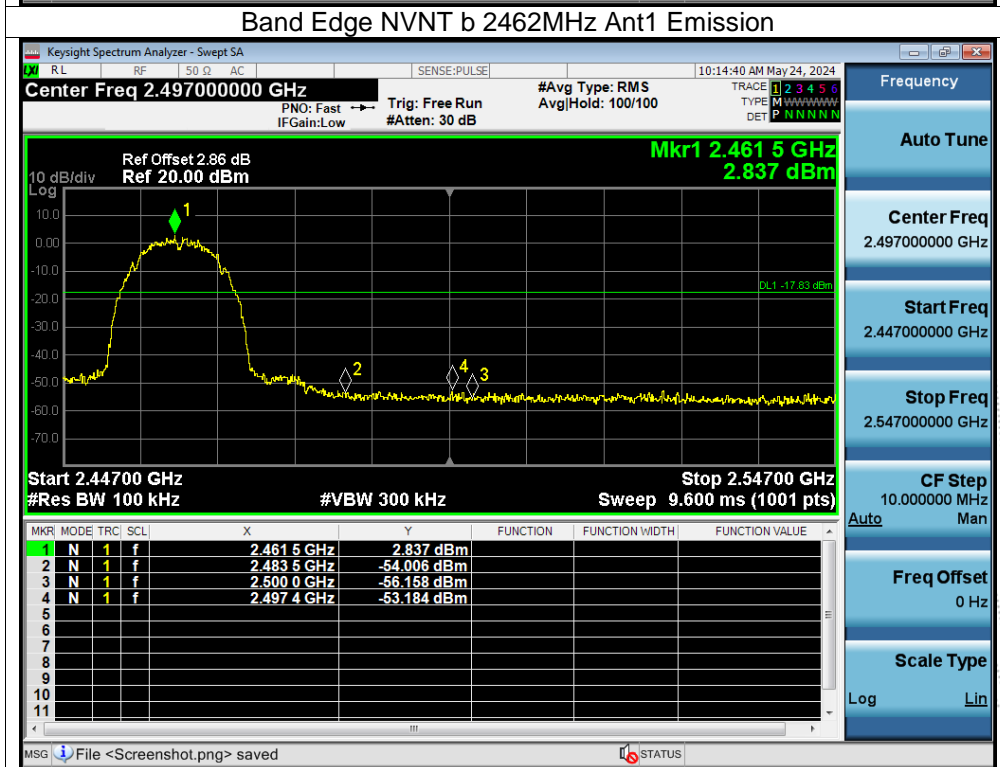 Band Edge NVNT b 2462MHz Ant1 Emission
Keysight Spectrum Analyzer - Swept SA
LXI RL RF 50 Ω AC SENSE:PULSE 10:14:40 AM May 24, 2024
Center Freq 2.497000000 GHz
PNO: Fast
IFGain:Low
Trig: Free Run
#Atten: 30 dB
#Avg Type: RMS
Avg|Hold: 100/100
TRACE 1 2 3 4 5 6
TYPE M WWWWW
DET P N N N N N
Frequency
Auto Tune
Center Freq
2.497000000 GHz
Start Freq
2.447000000 GHz
Stop Freq
2.547000000 GHz
CF Step
10.000000 MHz
Auto Man
Freq Offset
0 Hz
Scale Type
Log Lin
Mkr1 2.461 5 GHz
2.837 dBm
Ref Offset 2.86 dB
10 dB/div Ref 20.00 dBm
Log
10.0
0.00
-10.0
-20.0
-30.0
-40.0
-50.0
-60.0
-70.0
1
2
4
3
DL1 -17.83 dBm
Start 2.44700 GHz Stop 2.54700 GHz
#Res BW 100 kHz #VBW 300 kHz Sweep 9.600 ms (1001 pts)
MKR MODE TRC SCL X Y FUNCTION FUNCTION WIDTH FUNCTION VALUE
1 N 1 f 2.461 5 GHz 2.837 dBm
2 N 1 f 2.483 5 GHz -54.006 dBm
3 N 1 f 2.500 0 GHz -56.158 dBm
4 N 1 f 2.497 4 GHz -53.184 dBm
5
6
7
8
9
10
11
MSG File <Screenshot.png> saved STATUS